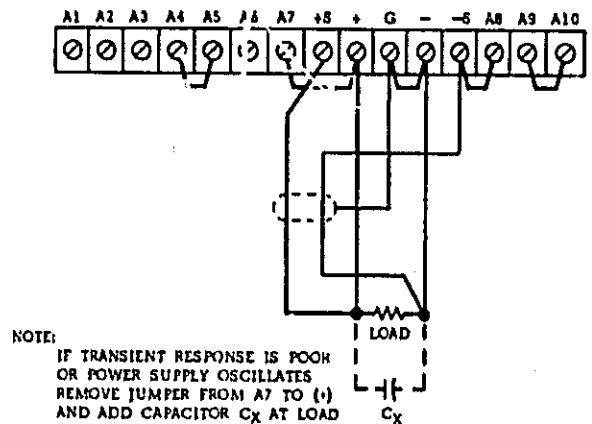 A1 A2 A3 A4 A5 A6 A7 +S + G - -S A8 A9 A10
LOAD
NOTE:
IF TRANSIENT RESPONSE IS POOR
OR POWER SUPPLY OSCILLATES
REMOVE JUMPER FROM A7 TO (+)
AND ADD CAPACITOR CX AT LOAD
CX